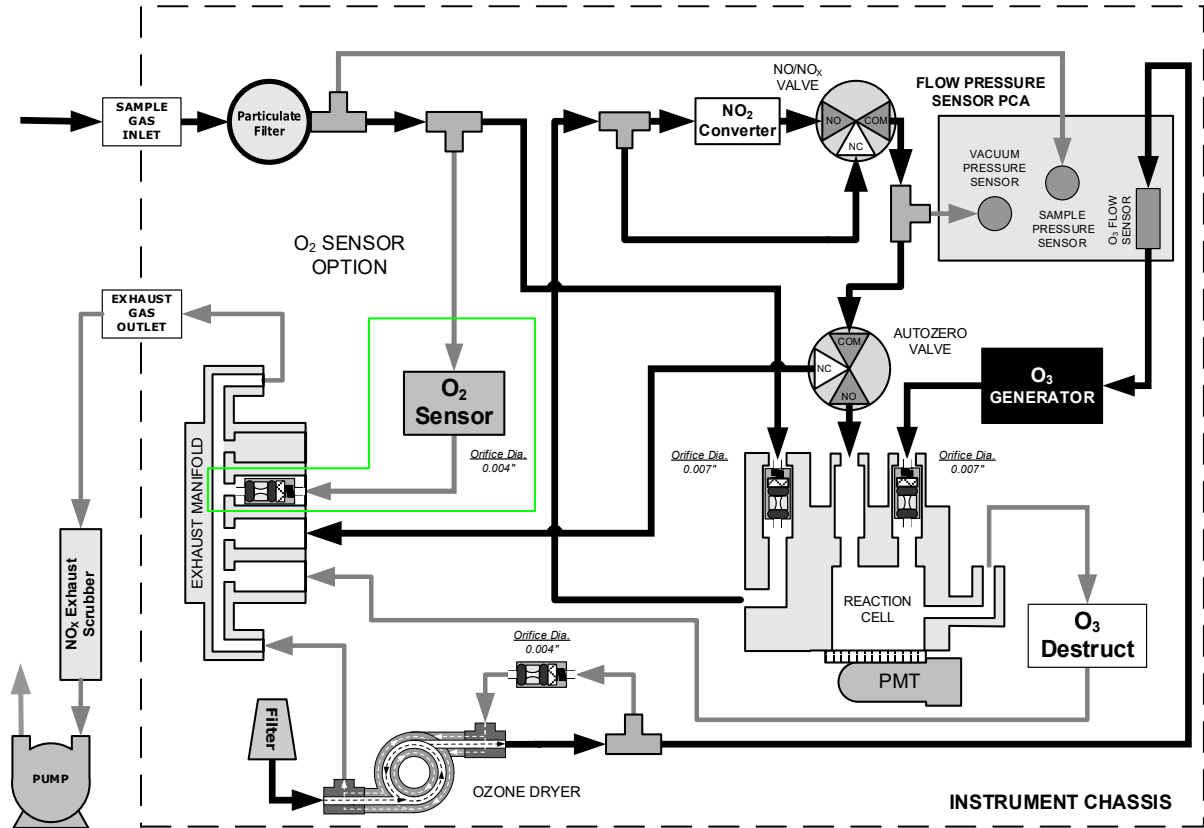 SAMPLE
GAS
INLET
Particulate
Filter
NO/NOX
VALVE
FLOW PRESSURE
SENSOR PCA
NO2
Converter
NO
COM
NC
VACUUM
PRESSURE
SENSOR
SAMPLE
PRESSURE
SENSOR
O3 FLOW
SENSOR
O2 SENSOR
OPTION
EXHAUST
GAS
OUTLET
O2
Sensor
COM
NC
NO
AUTOZERO
VALVE
O3
GENERATOR
Orifice Dia.
0.004"
Orifice Dia.
0.007"
Orifice Dia.
0.007"
EXHAUST MANIFOLD
NOX Exhaust
Scrubber
REACTION
CELL
O3
Destruct
Orifice Dia.
0.004"
PMT
Filter
PUMP
OZONE DRYER
INSTRUMENT CHASSIS